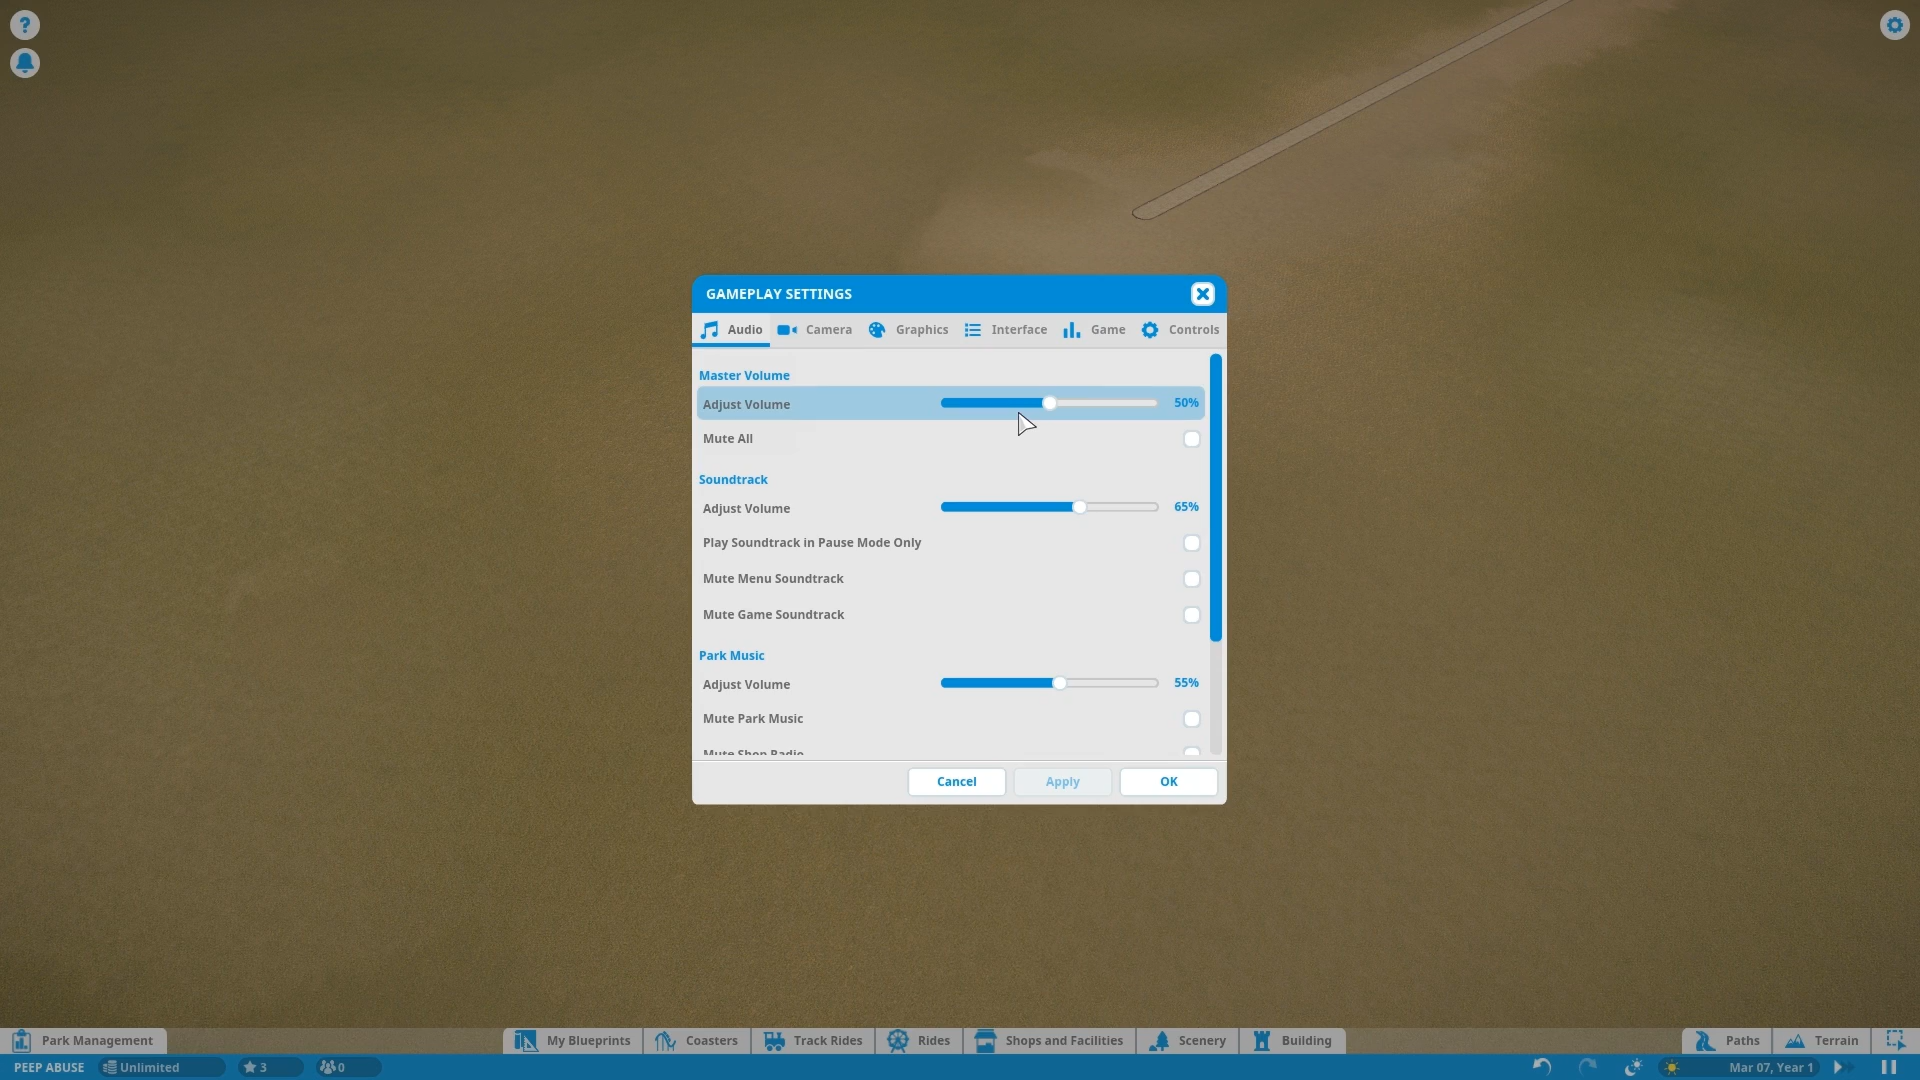 ?
GAMEPLAY SETTINGS
Audio Camera Graphics Interface Game Controls
Master Volume
Adjust Volume 50%
Mute All
Soundtrack
Adjust Volume 65%
Play Soundtrack in Pause Mode Only
Mute Menu Soundtrack
Mute Game Soundtrack
Park Music
Adjust Volume 55%
Mute Park Music
Mute Shop Radio
Cancel Apply OK
Park Management My Blueprints Coasters Track Rides Rides Shops and Facilities Scenery Building Paths Terrain
PEEP ABUSE Unlimited 3 0 Mar 07, Year 1